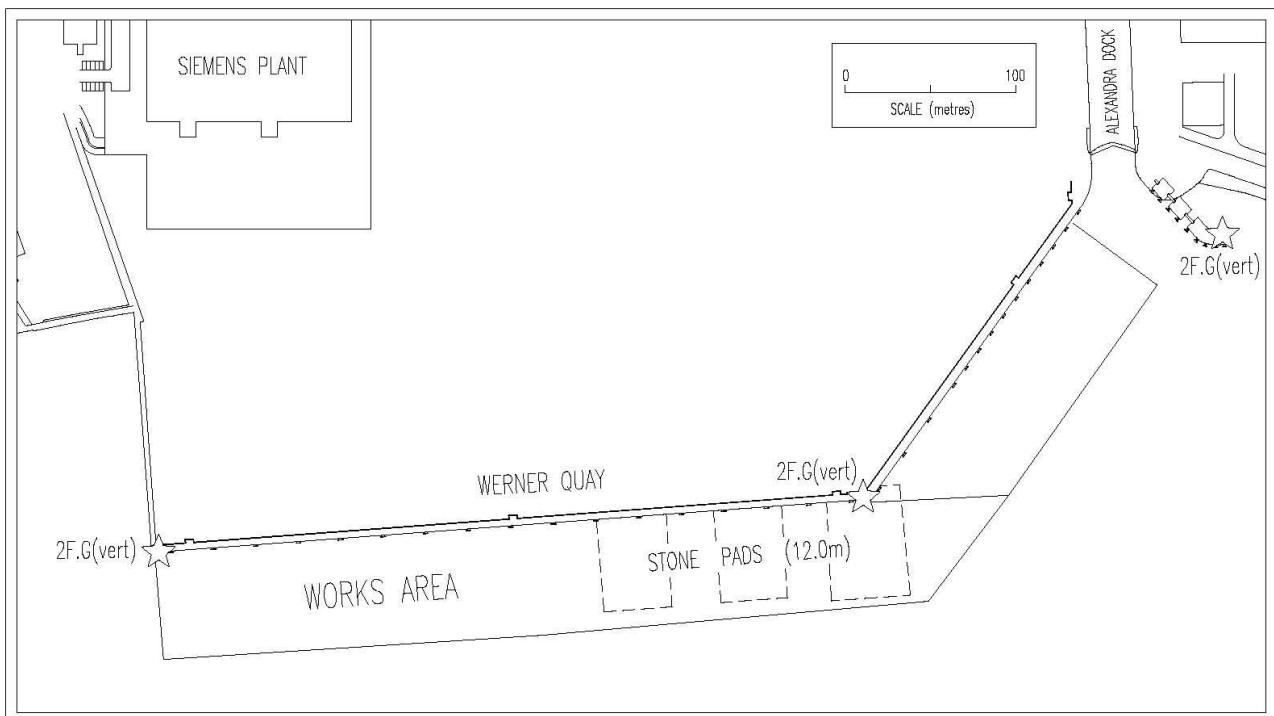 SIEMENS PLANT
0 100
SCALE (metres)
ALEXANDRA DOCK
2F.G(vert)
2F.G(vert)
WERNER QUAY
2F.G(vert)
STONE PADS (12.0m)
WORKS AREA